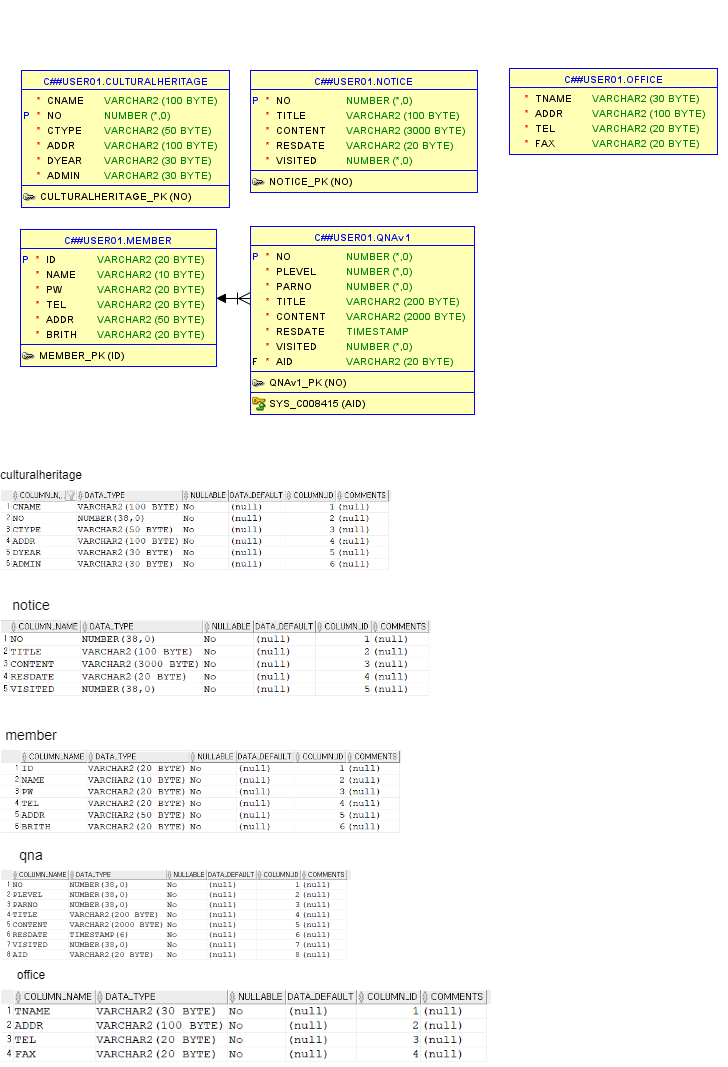 C##USER01.CULTURALHERITAGE
* CNAME VARCHAR2 (100 BYTE)
P * NO NUMBER (*,0)
* CTYPE VARCHAR2 (50 BYTE)
* ADDR VARCHAR2 (100 BYTE)
* DYEAR VARCHAR2 (30 BYTE)
* ADMIN VARCHAR2 (30 BYTE)
CULTURALHERITAGE_PK (NO)
C##USER01.NOTICE
P * NO NUMBER (*,0)
* TITLE VARCHAR2 (100 BYTE)
* CONTENT VARCHAR2 (3000 BYTE)
* RESDATE VARCHAR2 (20 BYTE)
* VISITED NUMBER (*,0)
NOTICE_PK (NO)
C##USER01.OFFICE
* TNAME VARCHAR2 (30 BYTE)
* ADDR VARCHAR2 (100 BYTE)
* TEL VARCHAR2 (20 BYTE)
* FAX VARCHAR2 (20 BYTE)
C##USER01.MEMBER
P * ID VARCHAR2 (20 BYTE)
* NAME VARCHAR2 (10 BYTE)
* PW VARCHAR2 (20 BYTE)
* TEL VARCHAR2 (20 BYTE)
* ADDR VARCHAR2 (50 BYTE)
* BRITH VARCHAR2 (20 BYTE)
MEMBER_PK (ID)
C##USER01.QNAv1
P * NO NUMBER (*,0)
* PLEVEL NUMBER (*,0)
* PARNO NUMBER (*,0)
* TITLE VARCHAR2 (200 BYTE)
* CONTENT VARCHAR2 (2000 BYTE)
* RESDATE TIMESTAMP
* VISITED NUMBER (*,0)
F * AID VARCHAR2 (20 BYTE)
QNAv1_PK (NO)
SYS_C008415 (AID)
culturalheritage
COLUMN_N... DATA_TYPE NULLABLE DATA_DEFAULT COLUMN_ID COMMENTS
1 CNAME VARCHAR2(100 BYTE) No (null) 1 (null)
2 NO NUMBER(38,0) No (null) 2 (null)
3 CTYPE VARCHAR2(50 BYTE) No (null) 3 (null)
4 ADDR VARCHAR2(100 BYTE) No (null) 4 (null)
5 DYEAR VARCHAR2(30 BYTE) No (null) 5 (null)
6 ADMIN VARCHAR2(30 BYTE) No (null) 6 (null)
notice
COLUMN_NAME DATA_TYPE NULLABLE DATA_DEFAULT COLUMN_ID COMMENTS
1 NO NUMBER(38,0) No (null) 1 (null)
2 TITLE VARCHAR2(100 BYTE) No (null) 2 (null)
3 CONTENT VARCHAR2(3000 BYTE) No (null) 3 (null)
4 RESDATE VARCHAR2(20 BYTE) No (null) 4 (null)
5 VISITED NUMBER(38,0) No (null) 5 (null)
member
COLUMN_NAME DATA_TYPE NULLABLE DATA_DEFAULT COLUMN_ID COMMENTS
1 ID VARCHAR2(20 BYTE) No (null) 1 (null)
2 NAME VARCHAR2(10 BYTE) No (null) 2 (null)
3 PW VARCHAR2(20 BYTE) No (null) 3 (null)
4 TEL VARCHAR2(20 BYTE) No (null) 4 (null)
5 ADDR VARCHAR2(50 BYTE) No (null) 5 (null)
6 BRITH VARCHAR2(20 BYTE) No (null) 6 (null)
qna
COLUMN_NAME DATA_TYPE NULLABLE DATA_DEFAULT COLUMN_ID COMMENTS
1 NO NUMBER(38,0) No (null) 1 (null)
2 PLEVEL NUMBER(38,0) No (null) 2 (null)
3 PARNO NUMBER(38,0) No (null) 3 (null)
4 TITLE VARCHAR2(200 BYTE) No (null) 4 (null)
5 CONTENT VARCHAR2(2000 BYTE) No (null) 5 (null)
6 RESDATE TIMESTAMP(6) No (null) 6 (null)
7 VISITED NUMBER(38,0) No (null) 7 (null)
8 AID VARCHAR2(20 BYTE) No (null) 8 (null)
office
COLUMN_NAME DATA_TYPE NULLABLE DATA_DEFAULT COLUMN_ID COMMENTS
1 TNAME VARCHAR2(30 BYTE) No (null) 1 (null)
2 ADDR VARCHAR2(100 BYTE) No (null) 2 (null)
3 TEL VARCHAR2(20 BYTE) No (null) 3 (null)
4 FAX VARCHAR2(20 BYTE) No (null) 4 (null)